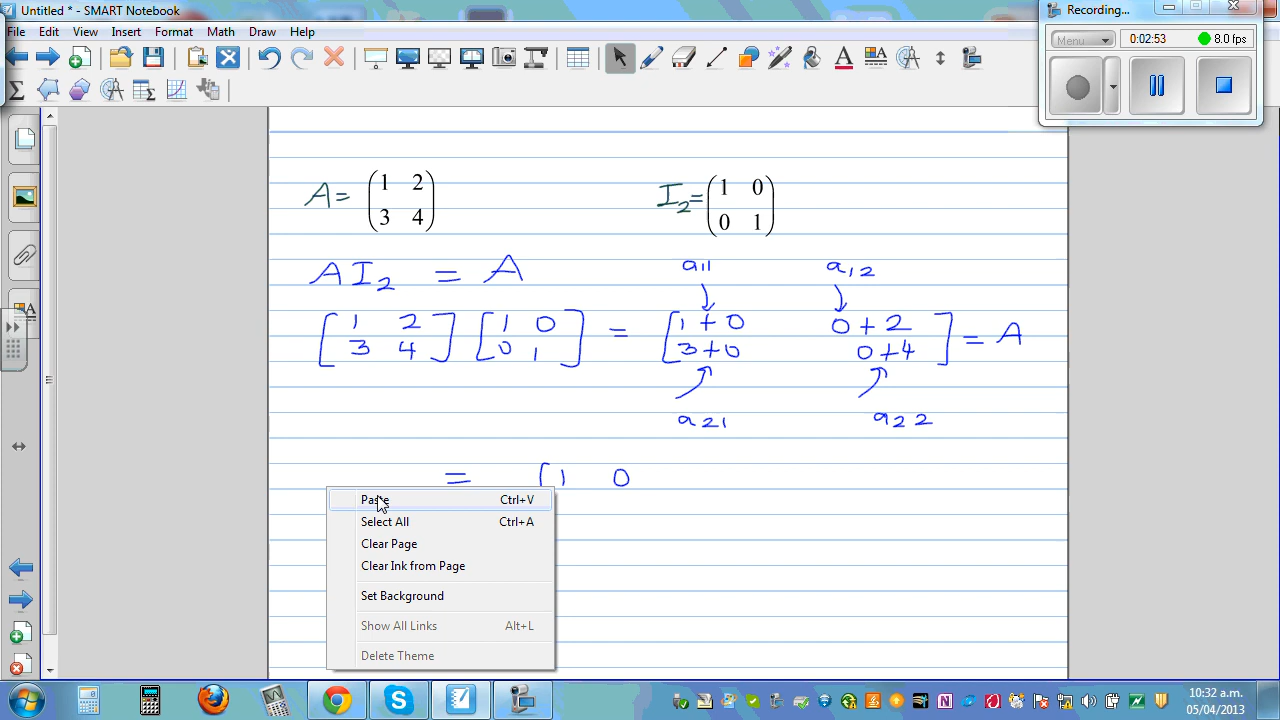 Untitled * - SMART Notebook
Recording...
File Edit View Insert Format Math Draw Help
Menu 0:02:53 8.0 fps
A= (1 2
3 4)
I2= (1 0
0 1)
A I2 = A
a11 a12
[1 2
3 4] [1 0
0 1] = [1+0 0+2
3+0 0+4] = A
a21 a22
= [1 0
Paste Ctrl+V
Select All Ctrl+A
Clear Page
Clear Ink from Page
Set Background
Show All Links Alt+L
Delete Theme
10:32 a.m.
05/04/2013